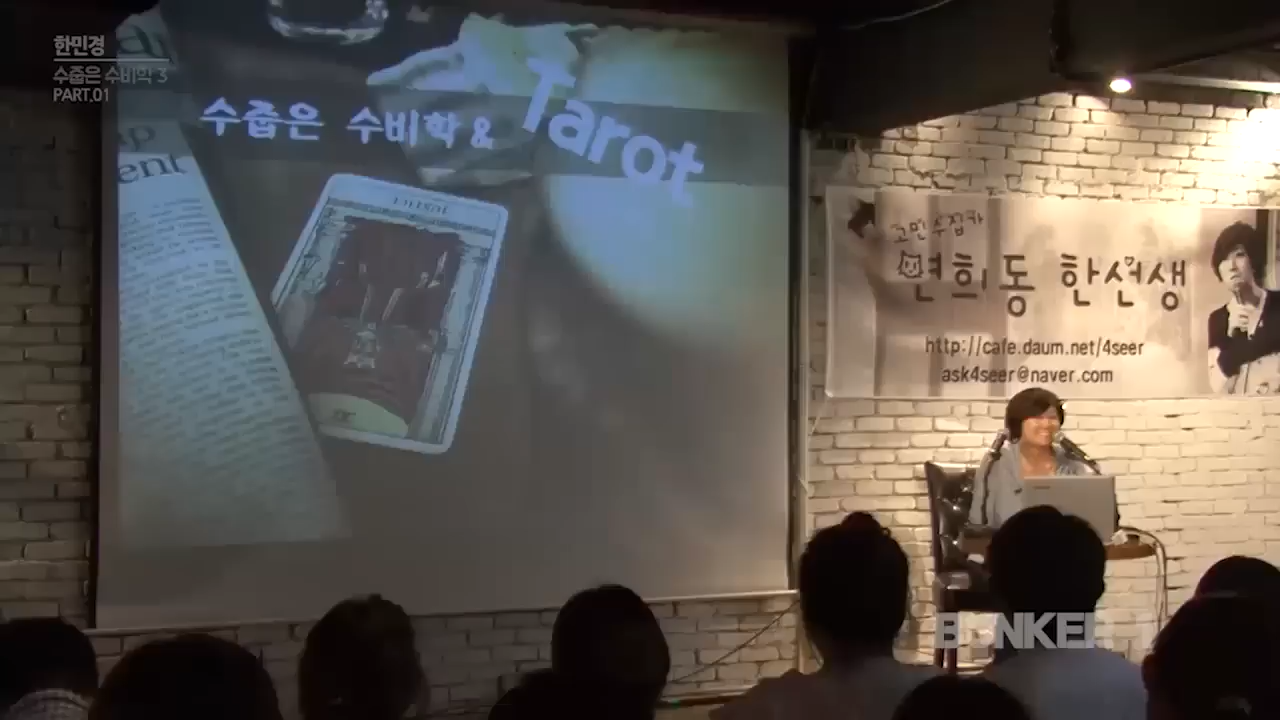 한민경
수줍은 수비학 3
PART.01
수줍은 수비학 & Tarot
ent
고민수집가
연희동 한선생
http://cafe.daum.net/4seer
ask4seer@naver.com